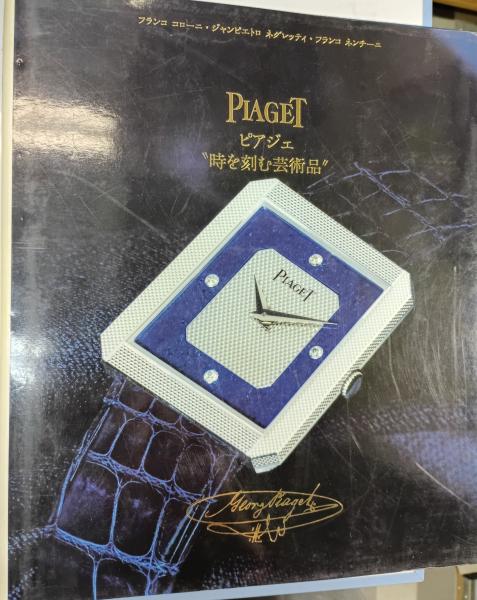 フランコ コローニ・ジャンピエトロ ネグレッティ・フランコ ネンチーニ
PIAGET
ピアジェ
〝時を刻む芸術品〟
PIAGET
Georg Piaget